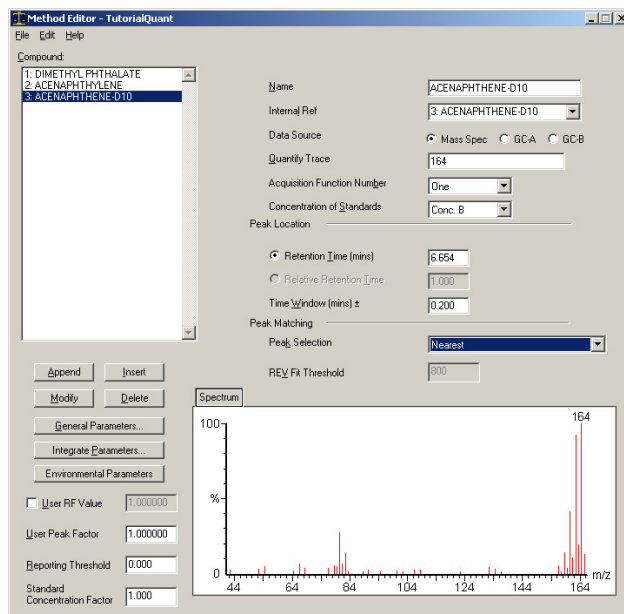 Method Editor - TutorialQuant
File Edit Help
Compound:
1: DIMETHYL PHTHALATE
2: ACENAPHTHYLENE
3: ACENAPHTHENE-D10
Name ACENAPHTHENE-D10
Internal Ref 3: ACENAPHTHENE-D10
Data Source Mass Spec GC-A GC-B
Quantify Trace 164
Acquisition Function Number One
Concentration of Standards Conc. B
Peak Location
Retention Time (mins) 6.654
Relative Retention Time 1.000
Time Window (mins) ± 0.200
Peak Matching
Peak Selection Nearest
REV Fit Threshold 800
Append Insert
Modify Delete
General Parameters...
Integrate Parameters...
Environmental Parameters
User RF Value 1.000000
User Peak Factor 1.000000
Reporting Threshold 0.000
Standard
Concentration Factor 1.000
Spectrum
164
100
%
0
m/z
44 64 84 104 124 144 164